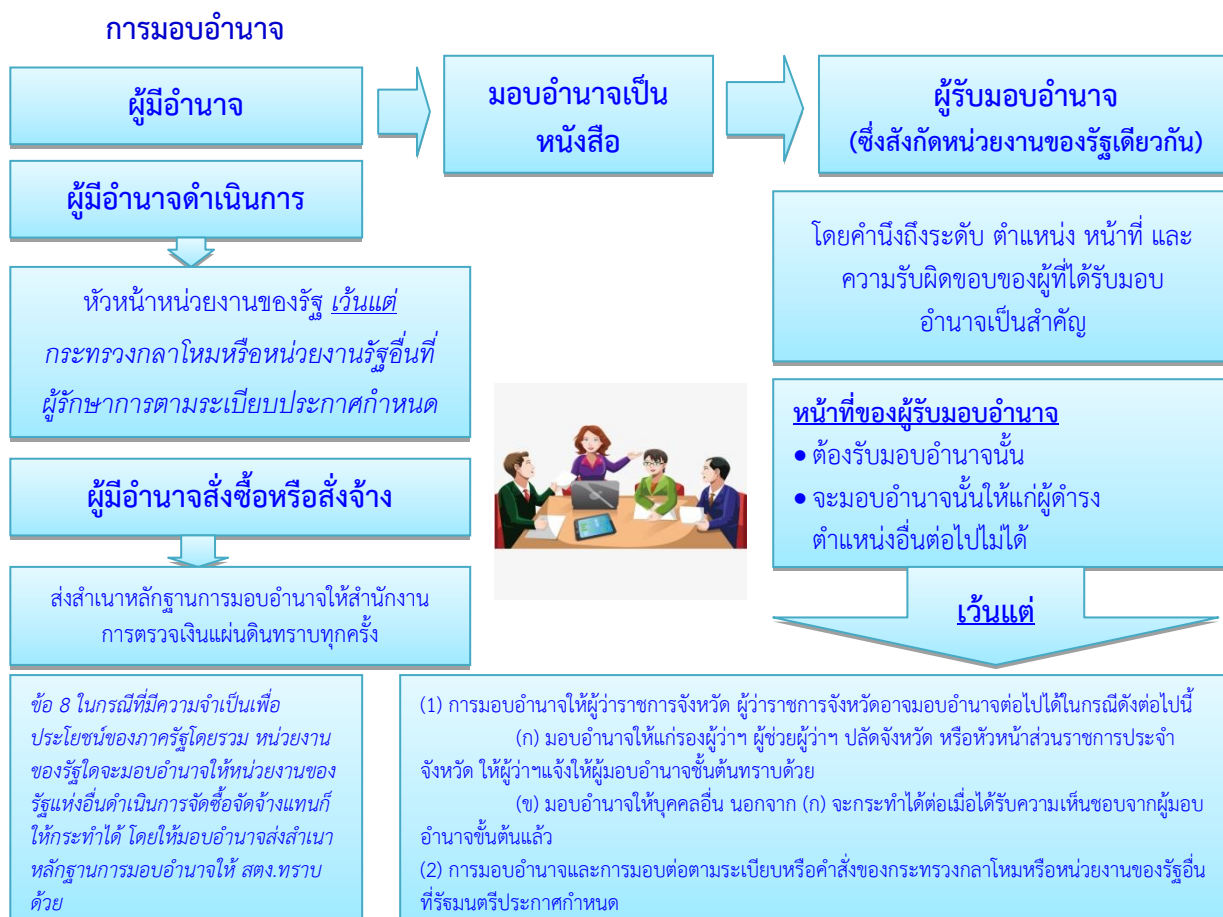 การมอบอำนาจ
ผู้มีอำนาจ
มอบอำนาจเป็น
หนังสือ
ผู้รับมอบอำนาจ
(ซึ่งสังกัดหน่วยงานของรัฐเดียวกัน)
ผู้มีอำนาจดำเนินการ
หัวหน้าหน่วยงานของรัฐ เว้นแต่
กระทรวงกลาโหมหรือหน่วยงานรัฐอื่นที่
ผู้รักษาการตามระเบียบประกาศกำหนด
ผู้มีอำนาจสั่งซื้อหรือสั่งจ้าง
ส่งสำเนาหลักฐานการมอบอำนาจให้สำนักงาน
การตรวจเงินแผ่นดินทราบทุกครั้ง
โดยคำนึงถึงระดับ ตำแหน่ง หน้าที่ และ
ความรับผิดขอบของผู้ที่ได้รับมอบ
อำนาจเป็นสำคัญ
หน้าที่ของผู้รับมอบอำนาจ
• ต้องรับมอบอำนาจนั้น
• จะมอบอำนาจนั้นให้แก่ผู้ดำรง
ตำแหน่งอื่นต่อไปไม่ได้
เว้นแต่
ข้อ 8 ในกรณีที่มีความจำเป็นเพื่อ
ประโยชน์ของภาครัฐโดยรวม หน่วยงาน
ของรัฐใดจะมอบอำนาจให้หน่วยงานของ
รัฐแห่งอื่นดำเนินการจัดซื้อจัดจ้างแทนก็
ให้กระทำได้ โดยให้มอบอำนาจส่งสำเนา
หลักฐานการมอบอำนาจให้ สตง.ทราบ
ด้วย
(1) การมอบอำนาจให้ผู้ว่าราชการจังหวัด ผู้ว่าราชการจังหวัดอาจมอบอำนาจต่อไปได้ในกรณีดังต่อไปนี้
(ก) มอบอำนาจให้แก่รองผู้ว่าฯ ผู้ช่วยผู้ว่าฯ ปลัดจังหวัด หรือหัวหน้าส่วนราชการประจำ
จังหวัด ให้ผู้ว่าฯแจ้งให้ผู้มอบอำนาจชั้นต้นทราบด้วย
(ข) มอบอำนาจให้บุคคลอื่น นอกจาก (ก) จะกระทำได้ต่อเมื่อได้รับความเห็นชอบจากผู้มอบ
อำนาจขั้นต้นแล้ว
(2) การมอบอำนาจและการมอบต่อตามระเบียบหรือคำสั่งของกระทรวงกลาโหมหรือหน่วยงานของรัฐอื่น
ที่รัฐมนตรีประกาศกำหนด